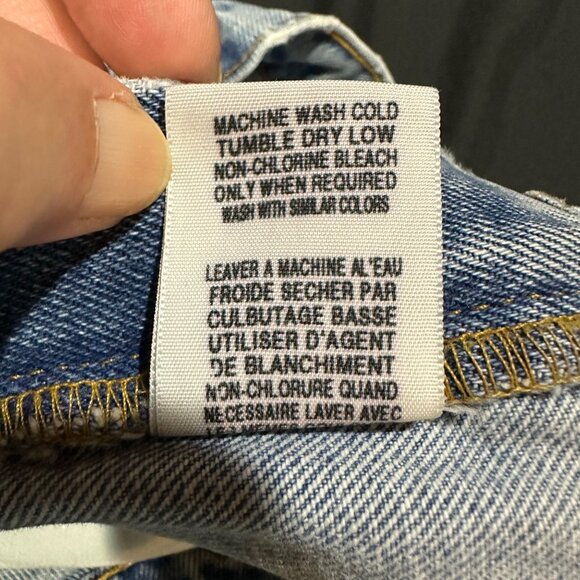 MACHINE WASH COLD
TUMBLE DRY LOW
NON-CHLORINE BLEACH
ONLY WHEN REQUIRED
WASH WITH SIMILAR COLORS
LEAVER A MACHINE AL'EAU
FROIDE SECHER PAR
CULBUTAGE BASSE
UTILISER D'AGENT
DE BLANCHIMENT
NON-CHLORURE QUAND
NECESSAIRE LAVER AVEC